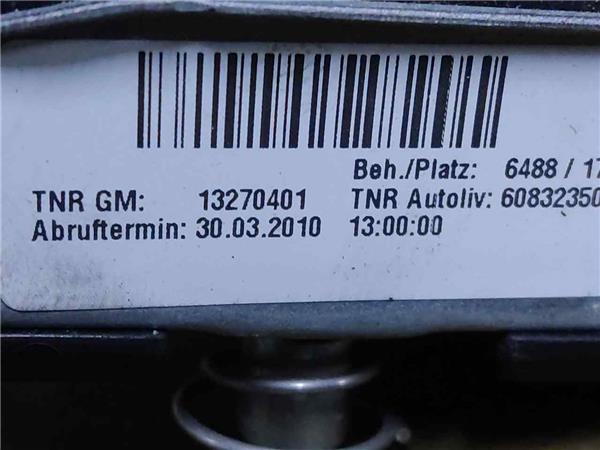 Beh./Platz: 6488 / 17
TNR GM: 13270401 TNR Autoliv: 60832350
Abruftermin: 30.03.2010 13:00:00